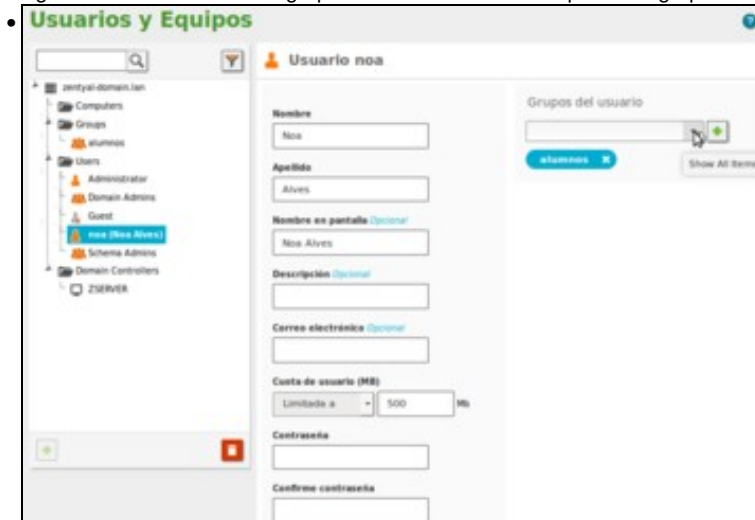 Usuarios y Equipos
zentyal-domain.lan
Computers
Groups
alumnos
Users
Administrator
Domain Admins
Guest
noa (Noa Alves)
Schema Admins
Domain Controllers
ZSERVER
Usuario noa
Nombre
Noa
Apellido
Alves
Nombre en pantalla Opcional
Noa Alves
Descripción Opcional
Correo electrónico Opcional
Cuota de usuario (MB)
Limitada a 500 Mb
Contraseña
Confirme contraseña
Grupos del usuario
alumnos
Show All Items